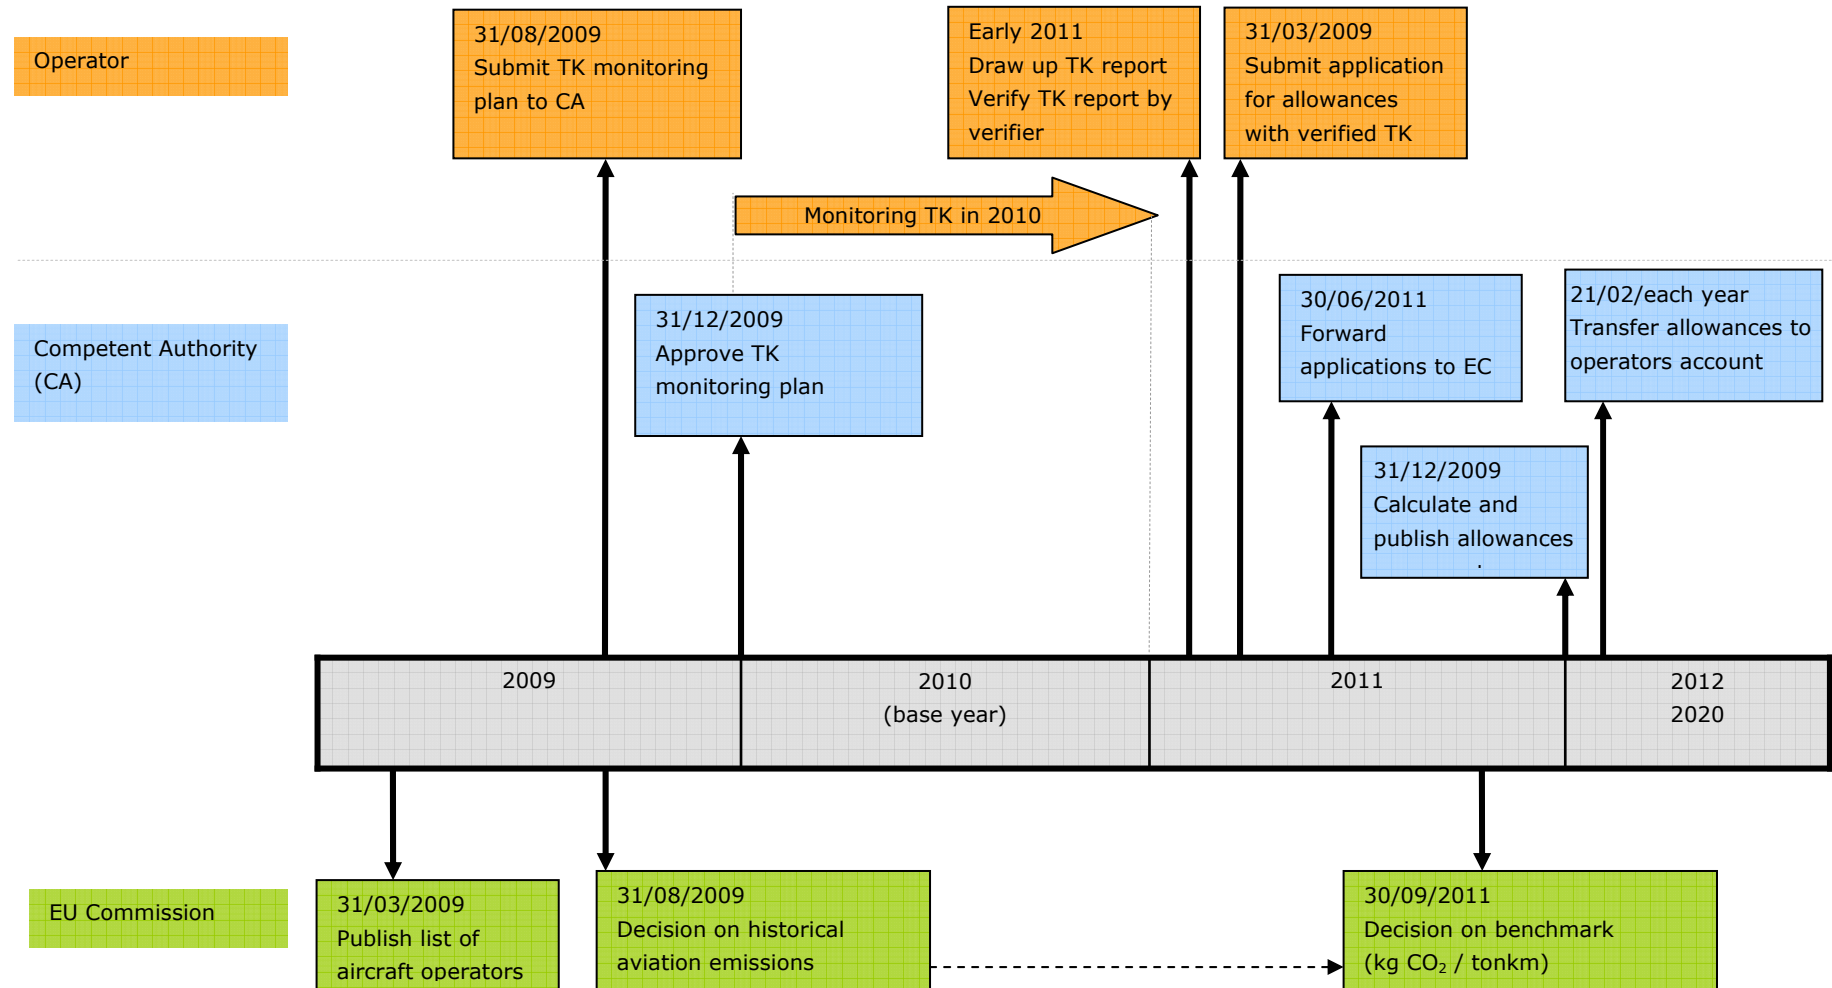 Operator
31/08/2009
Submit TK monitoring
plan to CA
Early 2011
Draw up TK report
Verify TK report by
verifier
31/03/2009
Submit application
for allowances
with verified TK
Monitoring TK in 2010
Competent Authority
(CA)
31/12/2009
Approve TK
monitoring plan
30/06/2011
Forward
applications to EC
21/02/each year
Transfer allowances to
operators account
31/12/2009
Calculate and
publish allowances
.
2009
2010
(base year)
2011
2012
2020
EU Commission
31/03/2009
Publish list of
aircraft operators
31/08/2009
Decision on historical
aviation emissions
30/09/2011
Decision on benchmark
(kg CO₂ / tonkm)